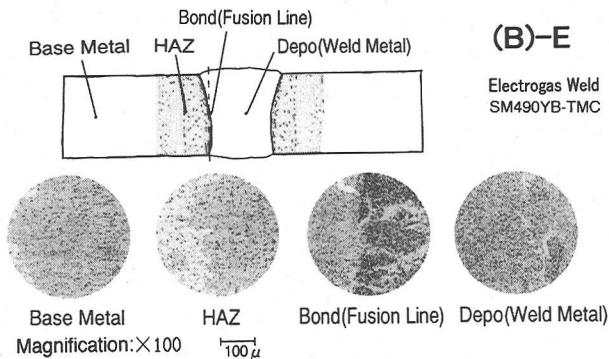 Bond(Fusion Line)
Base Metal
HAZ
Depo(Weld Metal)
(B)-E
Electrogas Weld
SM490YB-TMC
Base Metal
HAZ
Bond(Fusion Line)
Depo(Weld Metal)
Magnification:×100
100μ